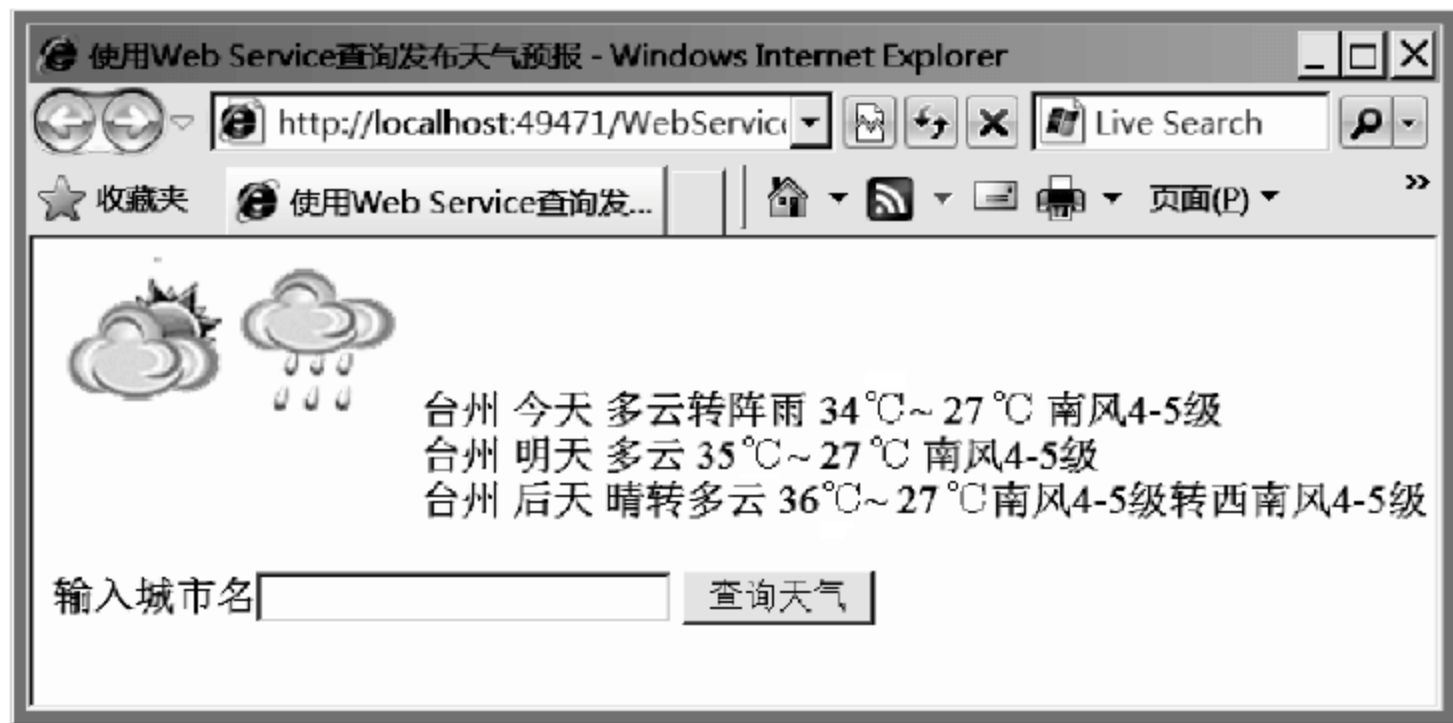 使用Web Service查询发布天气预报 - Windows Internet Explorer
http://localhost:49471/WebServic
Live Search
收藏夹
使用Web Service查询发...
页面(P)
»
台州 今天 多云转阵雨 34℃~ 27 ℃ 南风4-5级
台州 明天 多云 35℃~ 27 ℃ 南风4-5级
台州 后天 晴转多云 36℃~ 27 ℃南风4-5级转西南风4-5级
输入城市名
查询天气